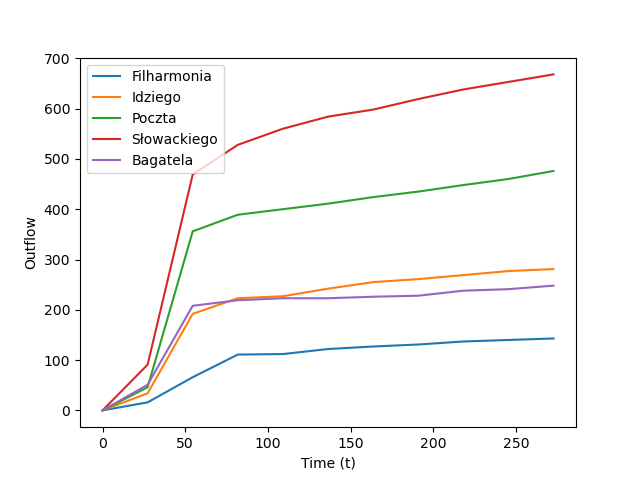 700
600
500
400
300
200
100
0
Outflow
Filharmonia
Idziego
Poczta
Słowackiego
Bagatela
0 50 100 150 200 250
Time (t)